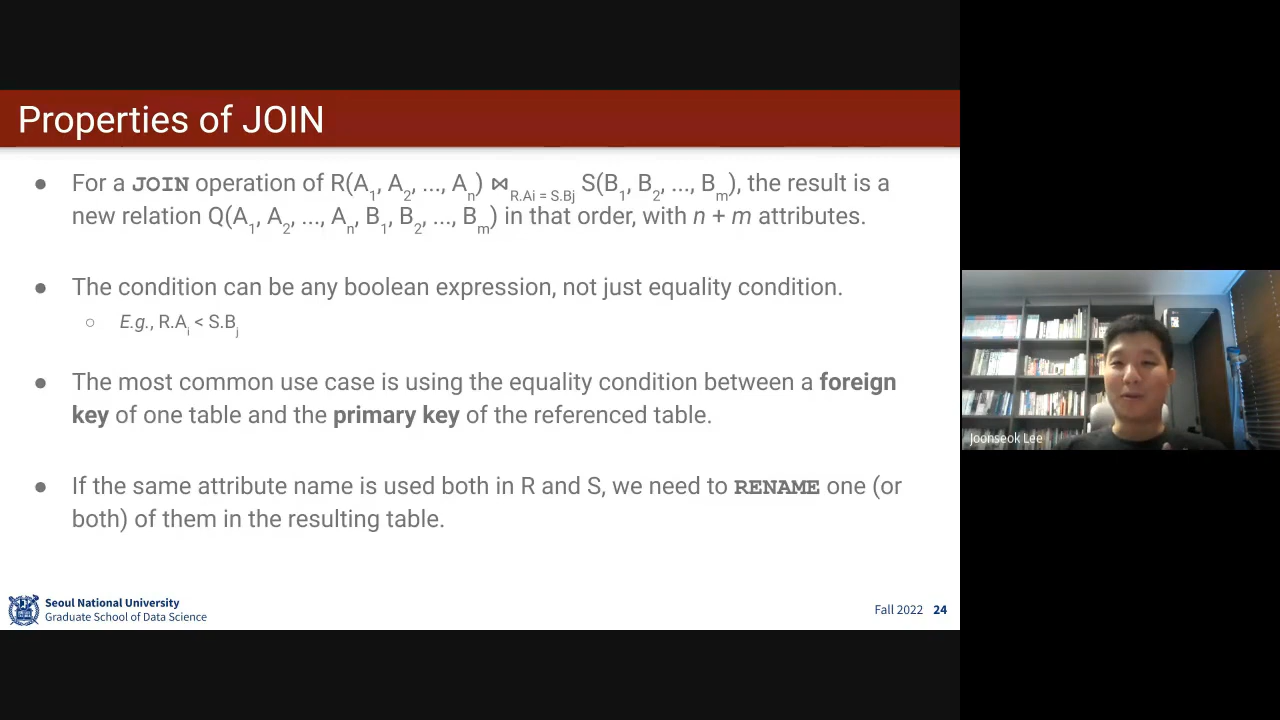 Properties of JOIN
● For a JOIN operation of R(A₁, A₂, ..., Aₙ) ⋈ R.Ai = S.Bj S(B₁, B₂, ..., Bₘ), the result is a
new relation Q(A₁, A₂, ..., Aₙ, B₁, B₂, ..., Bₘ) in that order, with n + m attributes.
● The condition can be any boolean expression, not just equality condition.
○ E.g., R.Aᵢ < S.Bⱼ
● The most common use case is using the equality condition between a foreign
key of one table and the primary key of the referenced table.
● If the same attribute name is used both in R and S, we need to RENAME one (or
both) of them in the resulting table.
Joonseok Lee
Seoul National University
Graduate School of Data Science
Fall 2022 24